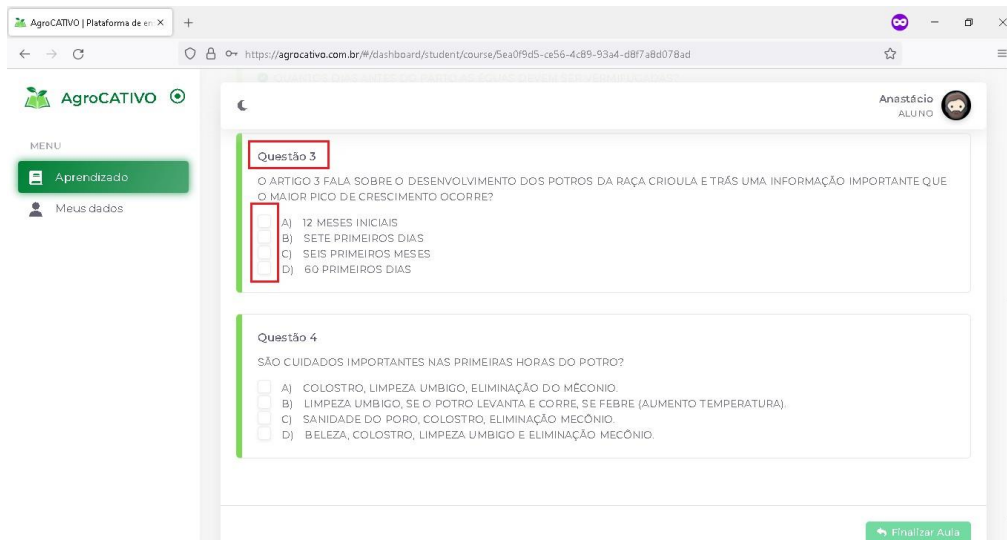 AgroCATIVO | Plataforma de en
https://agrocativo.com.br/#/dashboard/student/course/5ea0f9d5-ce56-4c89-93a4-d8f7a8d078ad
AgroCATIVO
Anastácio
ALUNO
MENU
Aprendizado
Meus dados
Questão 3
O ARTIGO 3 FALA SOBRE O DESENVOLVIMENTO DOS POTROS DA RAÇA CRIOULA E TRÁS UMA INFORMAÇÃO IMPORTANTE QUE
O MAIOR PICO DE CRESCIMENTO OCORRE?
A) 12 MESES INICIAIS
B) SETE PRIMEIROS DIAS
C) SEIS PRIMEIROS MESES
D) 60 PRIMEIROS DIAS
Questão 4
SÃO CUIDADOS IMPORTANTES NAS PRIMEIRAS HORAS DO POTRO?
A) COLOSTRO, LIMPEZA UMBIGO, ELIMINAÇÃO DO MÊCONIO.
B) LIMPEZA UMBIGO, SE O POTRO LEVANTA E CORRE, SE FEBRE (AUMENTO TEMPERATURA).
C) SANIDADE DO PORO, COLOSTRO, ELIMINAÇÃO MECÔNIO.
D) BELEZA, COLOSTRO, LIMPEZA UMBIGO E ELIMINAÇÃO MECÔNIO.
Finalizar Aula